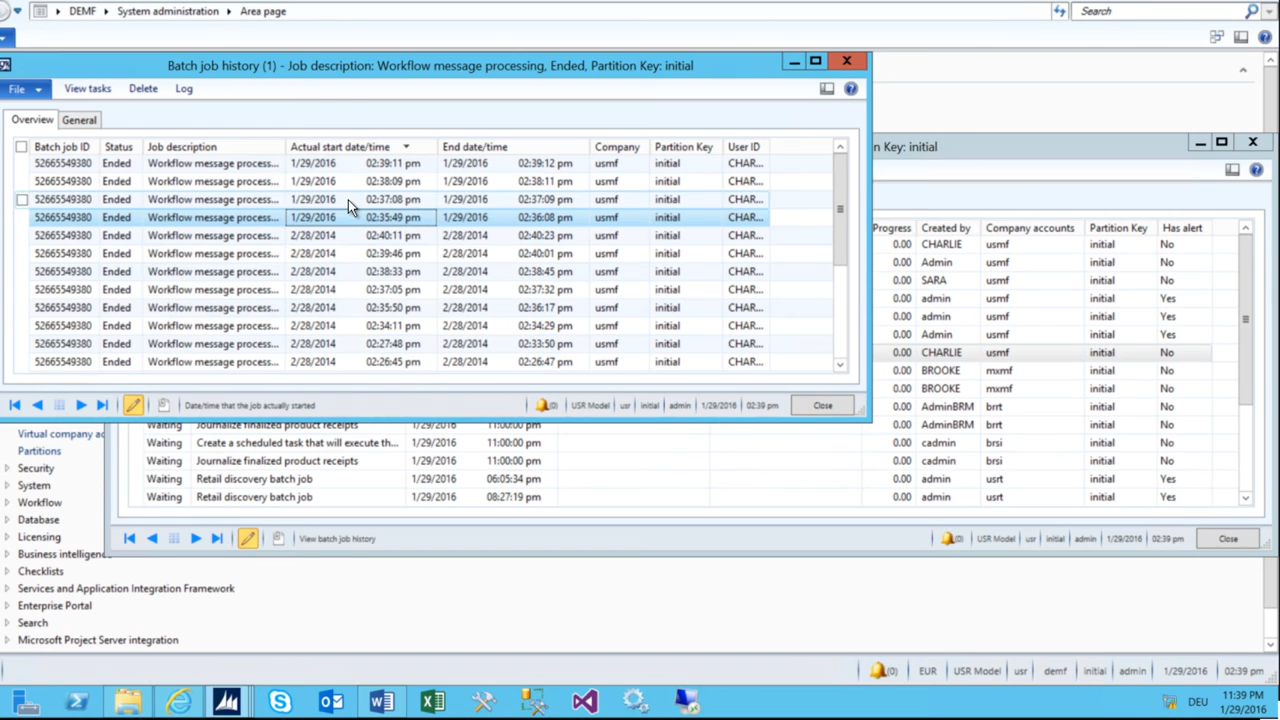 DEMF System administration Area page Search
Batch job history (1) - Job description: Workflow message processing, Ended, Partition Key: initial
File View tasks Delete Log
Overview General
Batch job ID Status Job description Actual start date/time End date/time Company Partition Key User ID
52665549380 Ended Workflow message process... 1/29/2016 02:39:11 pm 1/29/2016 02:39:12 pm usmf initial CHAR...
52665549380 Ended Workflow message process... 1/29/2016 02:38:09 pm 1/29/2016 02:38:11 pm usmf initial CHAR...
52665549380 Ended Workflow message process... 1/29/2016 02:37:08 pm 1/29/2016 02:37:09 pm usmf initial CHAR...
52665549380 Ended Workflow message process... 1/29/2016 02:35:49 pm 1/29/2016 02:36:08 pm usmf initial CHAR...
52665549380 Ended Workflow message process... 2/28/2014 02:40:11 pm 2/28/2014 02:40:23 pm usmf initial CHAR...
52665549380 Ended Workflow message process... 2/28/2014 02:39:46 pm 2/28/2014 02:40:01 pm usmf initial CHAR...
52665549380 Ended Workflow message process... 2/28/2014 02:38:33 pm 2/28/2014 02:38:45 pm usmf initial CHAR...
52665549380 Ended Workflow message process... 2/28/2014 02:37:05 pm 2/28/2014 02:37:32 pm usmf initial CHAR...
52665549380 Ended Workflow message process... 2/28/2014 02:35:50 pm 2/28/2014 02:36:17 pm usmf initial CHAR...
52665549380 Ended Workflow message process... 2/28/2014 02:34:11 pm 2/28/2014 02:34:29 pm usmf initial CHAR...
52665549380 Ended Workflow message process... 2/28/2014 02:27:48 pm 2/28/2014 02:33:50 pm usmf initial CHAR...
52665549380 Ended Workflow message process... 2/28/2014 02:26:45 pm 2/28/2014 02:26:47 pm usmf initial CHAR...
Date/time that the job actually started (0) USR Model usr initial admin 1/29/2016 02:39 pm Close
n Key: initial
Progress Created by Company accounts Partition Key Has alert
0.00 CHARLIE usmf initial No
0.00 Admin usmf initial No
0.00 SARA usmf initial No
0.00 admin usmf initial Yes
0.00 admin usmf initial Yes
0.00 Admin usmf initial Yes
0.00 CHARLIE usmf initial No
0.00 BROOKE mxmf initial No
0.00 BROOKE mxmf initial No
0.00 AdminBRM brrt initial No
Waiting Journalize finalized product receipts 1/29/2016 11:00:00 pm 0.00 AdminBRM brrt initial No
Waiting Create a scheduled task that will execute th... 1/29/2016 11:00:00 pm 0.00 cadmin brsi initial No
Waiting Journalize finalized product receipts 1/29/2016 11:00:00 pm 0.00 cadmin brsi initial No
Waiting Retail discovery batch job 1/29/2016 06:05:34 pm 0.00 admin usrt initial Yes
Waiting Retail discovery batch job 1/29/2016 08:27:19 pm 0.00 admin usrt initial Yes
View batch job history (0) USR Model usr initial admin 1/29/2016 02:39 pm Close
Virtual company ac
Partitions
Security
System
Workflow
Database
Licensing
Business intelligenc
Checklists
Services and Application Integration Framework
Enterprise Portal
Search
Microsoft Project Server integration
(0) EUR USR Model usr demf initial admin 1/29/2016 02:39 pm
DEU 11:39 PM
1/29/2016